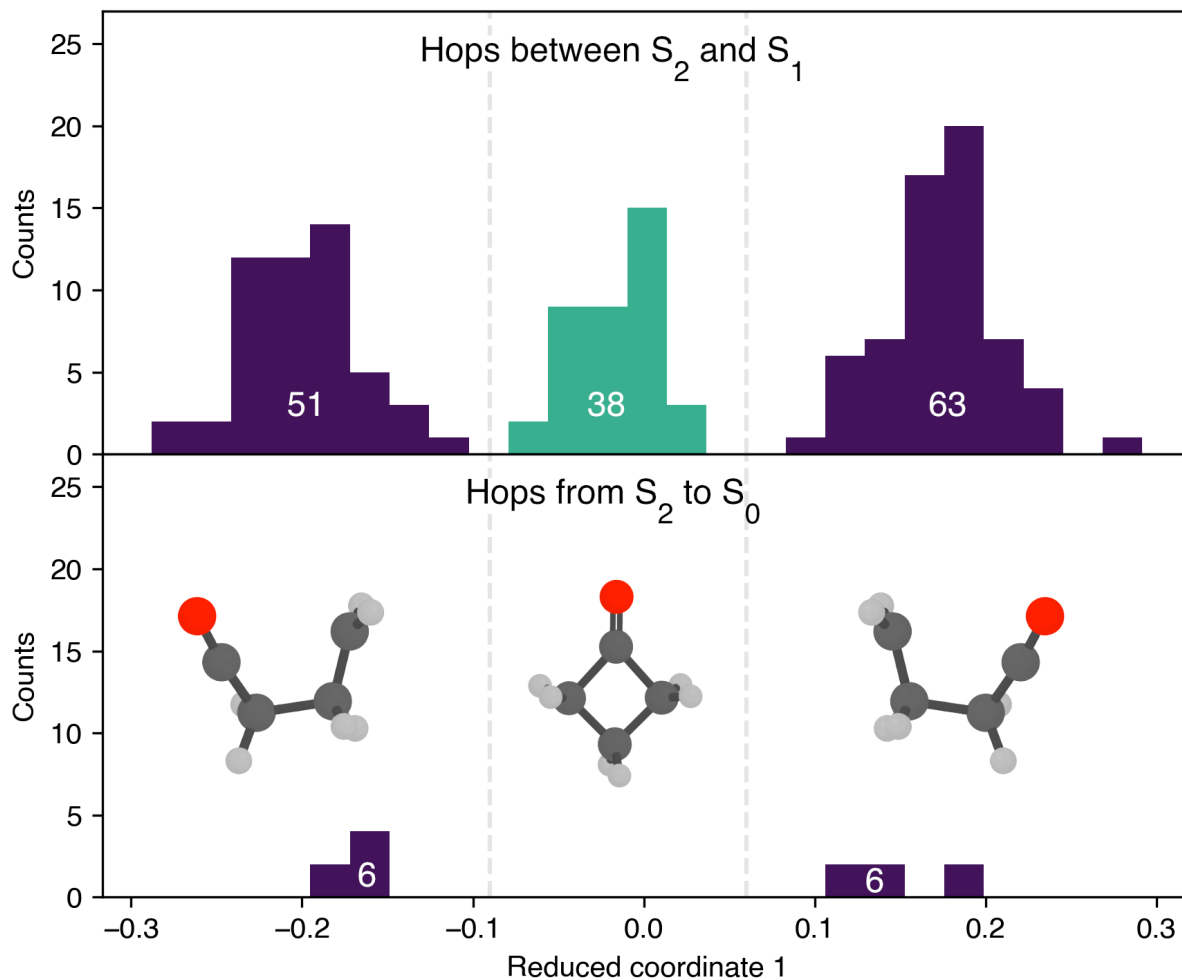 Hops between S₂ and S₁
25
20
15
10
5
0
Counts
51
38
63
Hops from S₂ to S₀
25
20
15
10
5
0
Counts
6
6
−0.3 −0.2 −0.1 0.0 0.1 0.2 0.3
Reduced coordinate 1